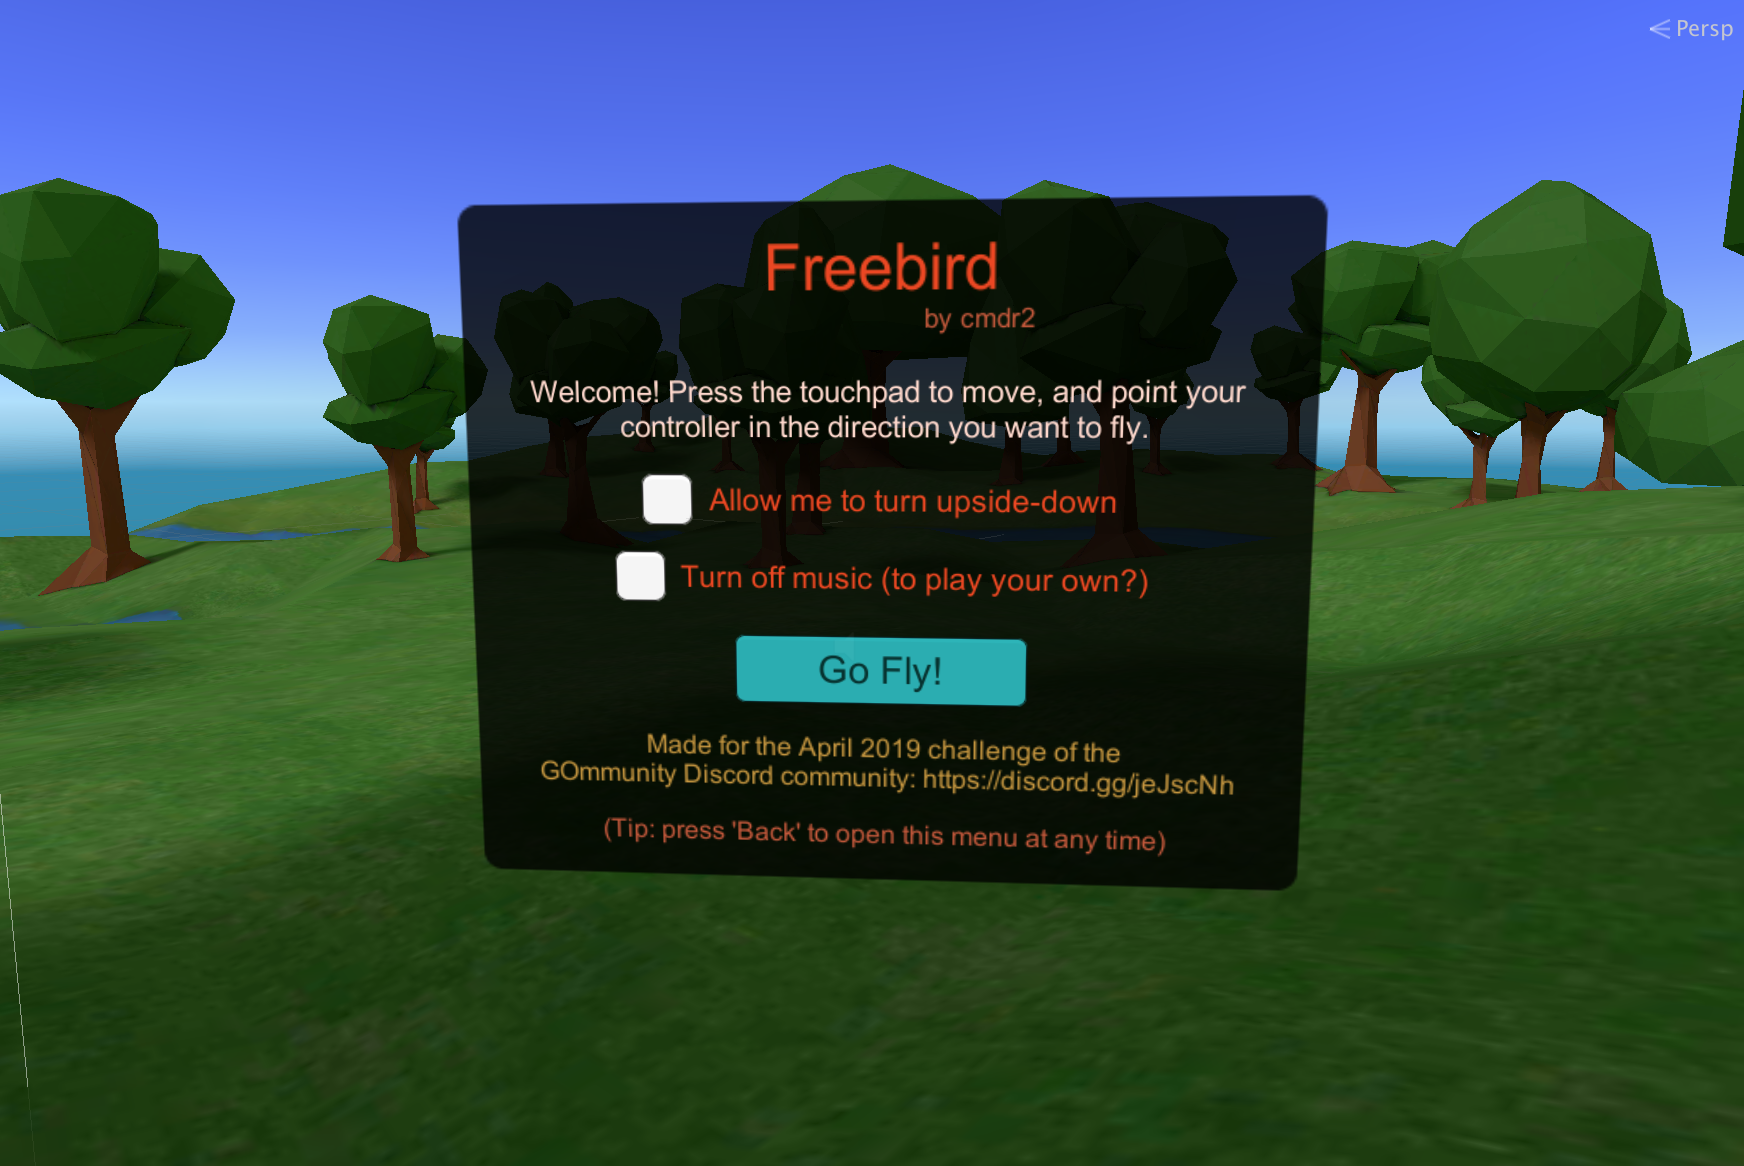 Persp
Freebird
by cmdr2
Welcome! Press the touchpad to move, and point your
controller in the direction you want to fly.
Allow me to turn upside-down
Turn off music (to play your own?)
Go Fly!
Made for the April 2019 challenge of the
GOmmunity Discord community: https://discord.gg/jeJscNh
(Tip: press 'Back' to open this menu at any time)